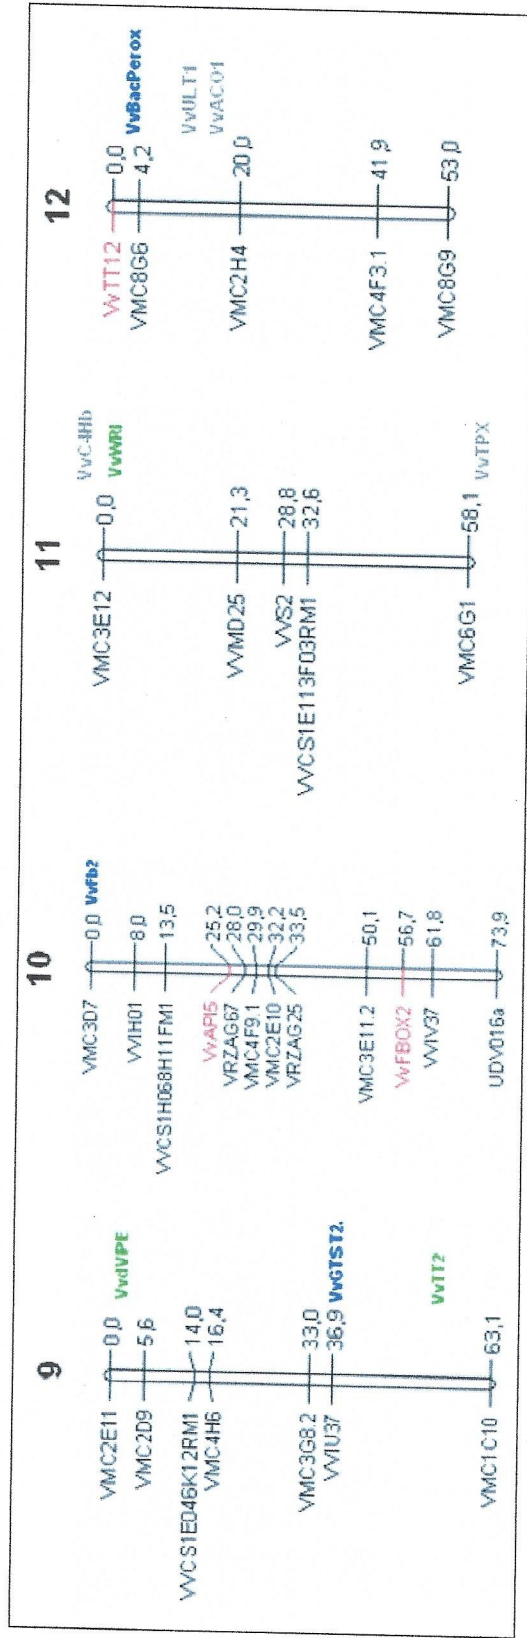 9
VMC2E11 0,0 VvdVPE
VMC2D9 5,6
VVCS1E046K12RM1 14,0
VMC4H6 16,4
VMC3G8.2 33,0
VVIU37 36,9 VvGTST2.
VvTT2
VMC1C10 63,1
10
VMC3D7 0,0 VvFb2
VVIH01 8,0
VVCS1H068H11FM1 13,5
VvAPI5 25,2
VRZAG67 28,0
VMC4F9.1 29,9
VMC2E10 32,2
VRZAG25 33,5
VMC3E11.2 50,1
VvFBOX2 56,7
VVIV37 61,8
UDV016a 73,9
11
VvC4Hb
VMC3E12 0,0 VvWRI
VVMD25 21,3
VVS2 28,8
VVCS1E113F03RM1 32,6
VMC6G1 58,1 VvTPX
12
VvTT12 0,0
VMC8G6 4,2 VvBacPerox
VvULT1
VvACO1
VMC2H4 20,0
VMC4F3.1 41,9
VMC8G9 53,0